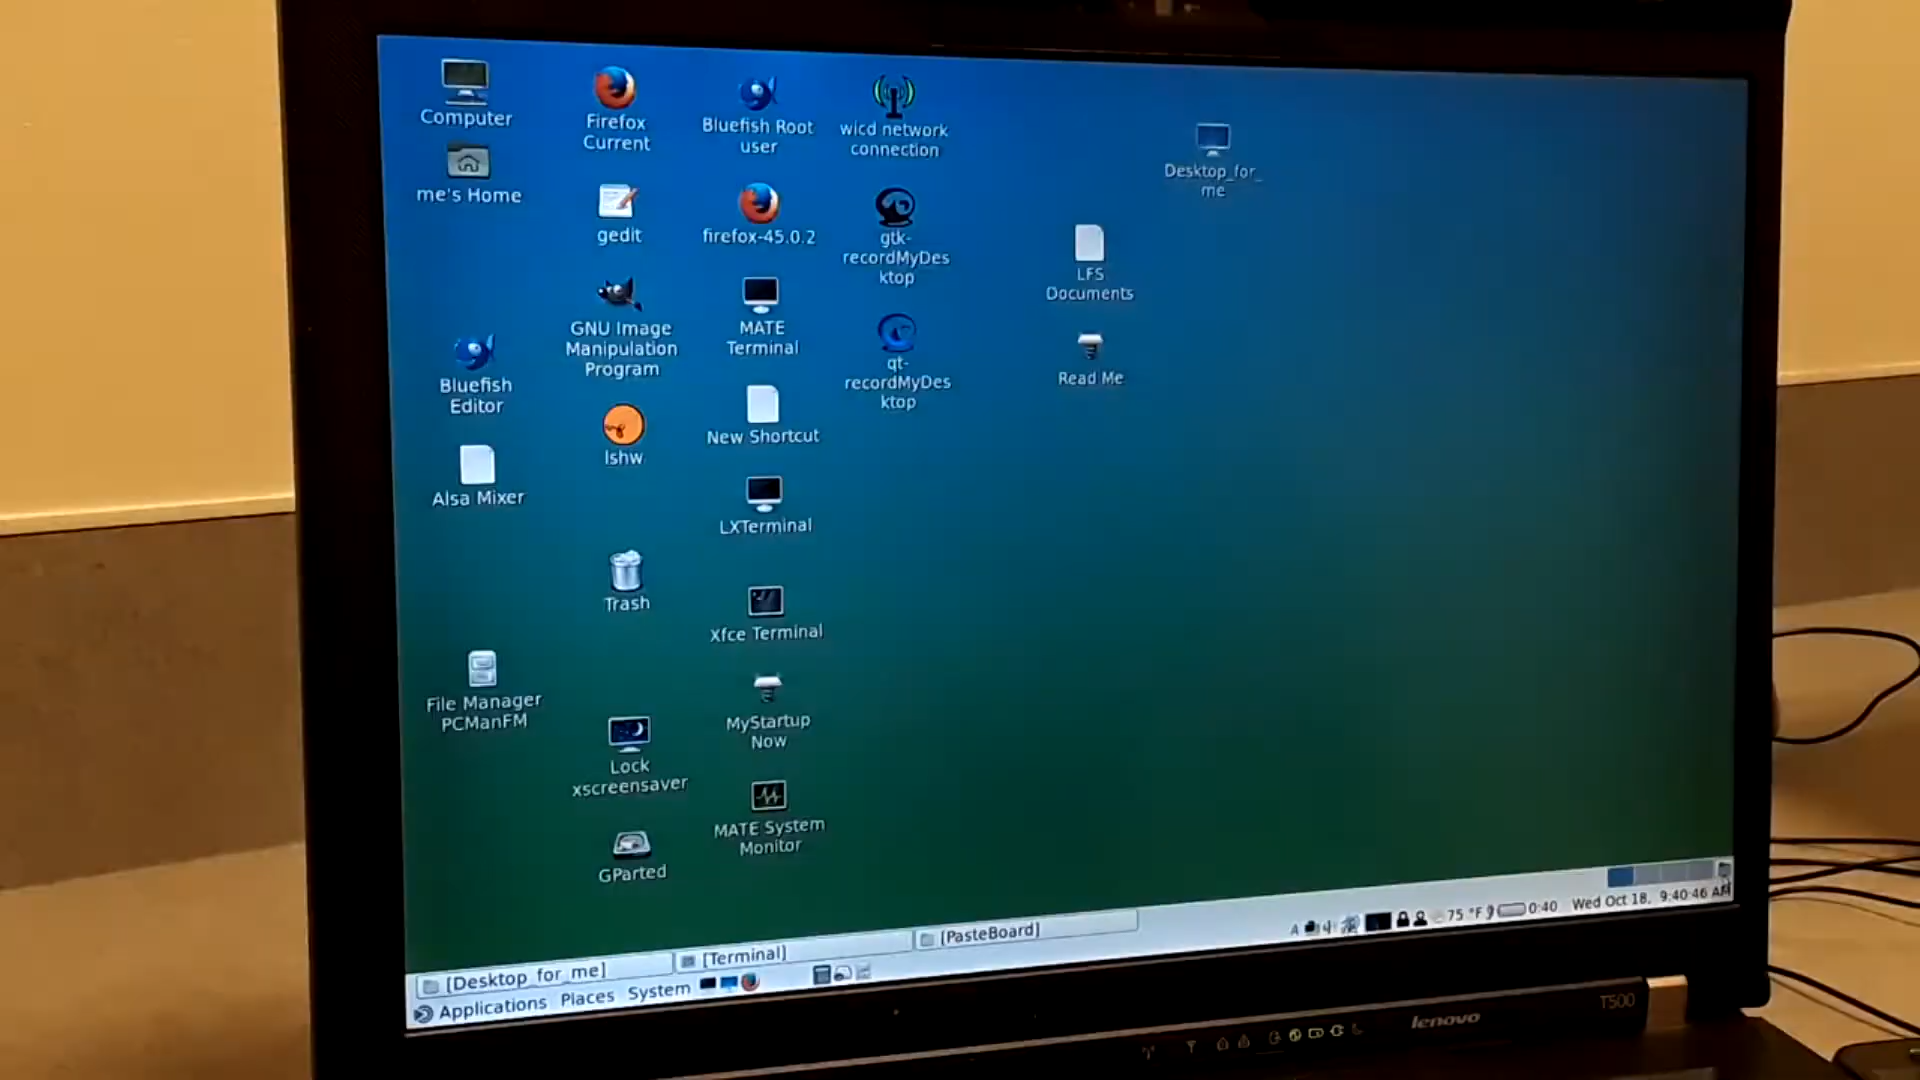 Computer
me's Home
Bluefish
Editor
Alsa Mixer
File Manager
PCManFM
Firefox
Current
gedit
GNU Image
Manipulation
Program
lshw
Trash
Lock
xscreensaver
GParted
Bluefish Root
user
firefox-45.0.2
MATE
Terminal
New Shortcut
LXTerminal
Xfce Terminal
MyStartup
Now
MATE System
Monitor
wicd network
connection
gtk-
recordMyDes
ktop
qt-
recordMyDes
ktop
LFS
Documents
Read Me
Desktop_for_
me
[Desktop_for_me]
[Terminal]
[PasteBoard]
Applications Places System
A
75 °F
0:40
Wed Oct 18, 9:40:46 AM
T500
lenovo